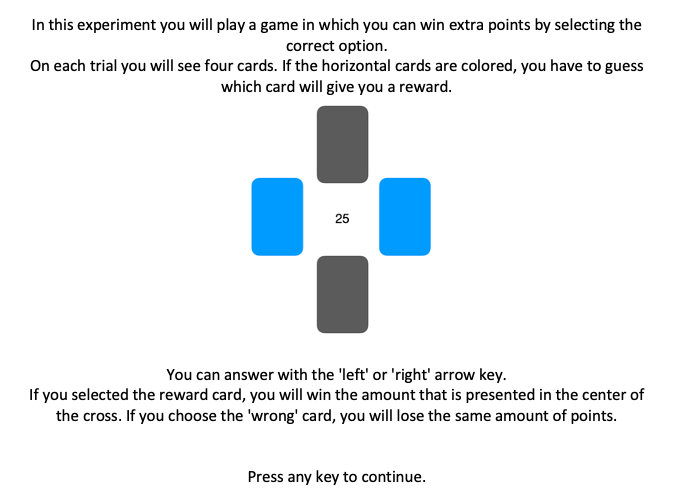 In this experiment you will play a game in which you can win extra points by selecting the
correct option.
On each trial you will see four cards. If the horizontal cards are colored, you have to guess
which card will give you a reward.
25
You can answer with the 'left' or 'right' arrow key.
If you selected the reward card, you will win the amount that is presented in the center of
the cross. If you choose the 'wrong' card, you will lose the same amount of points.
Press any key to continue.